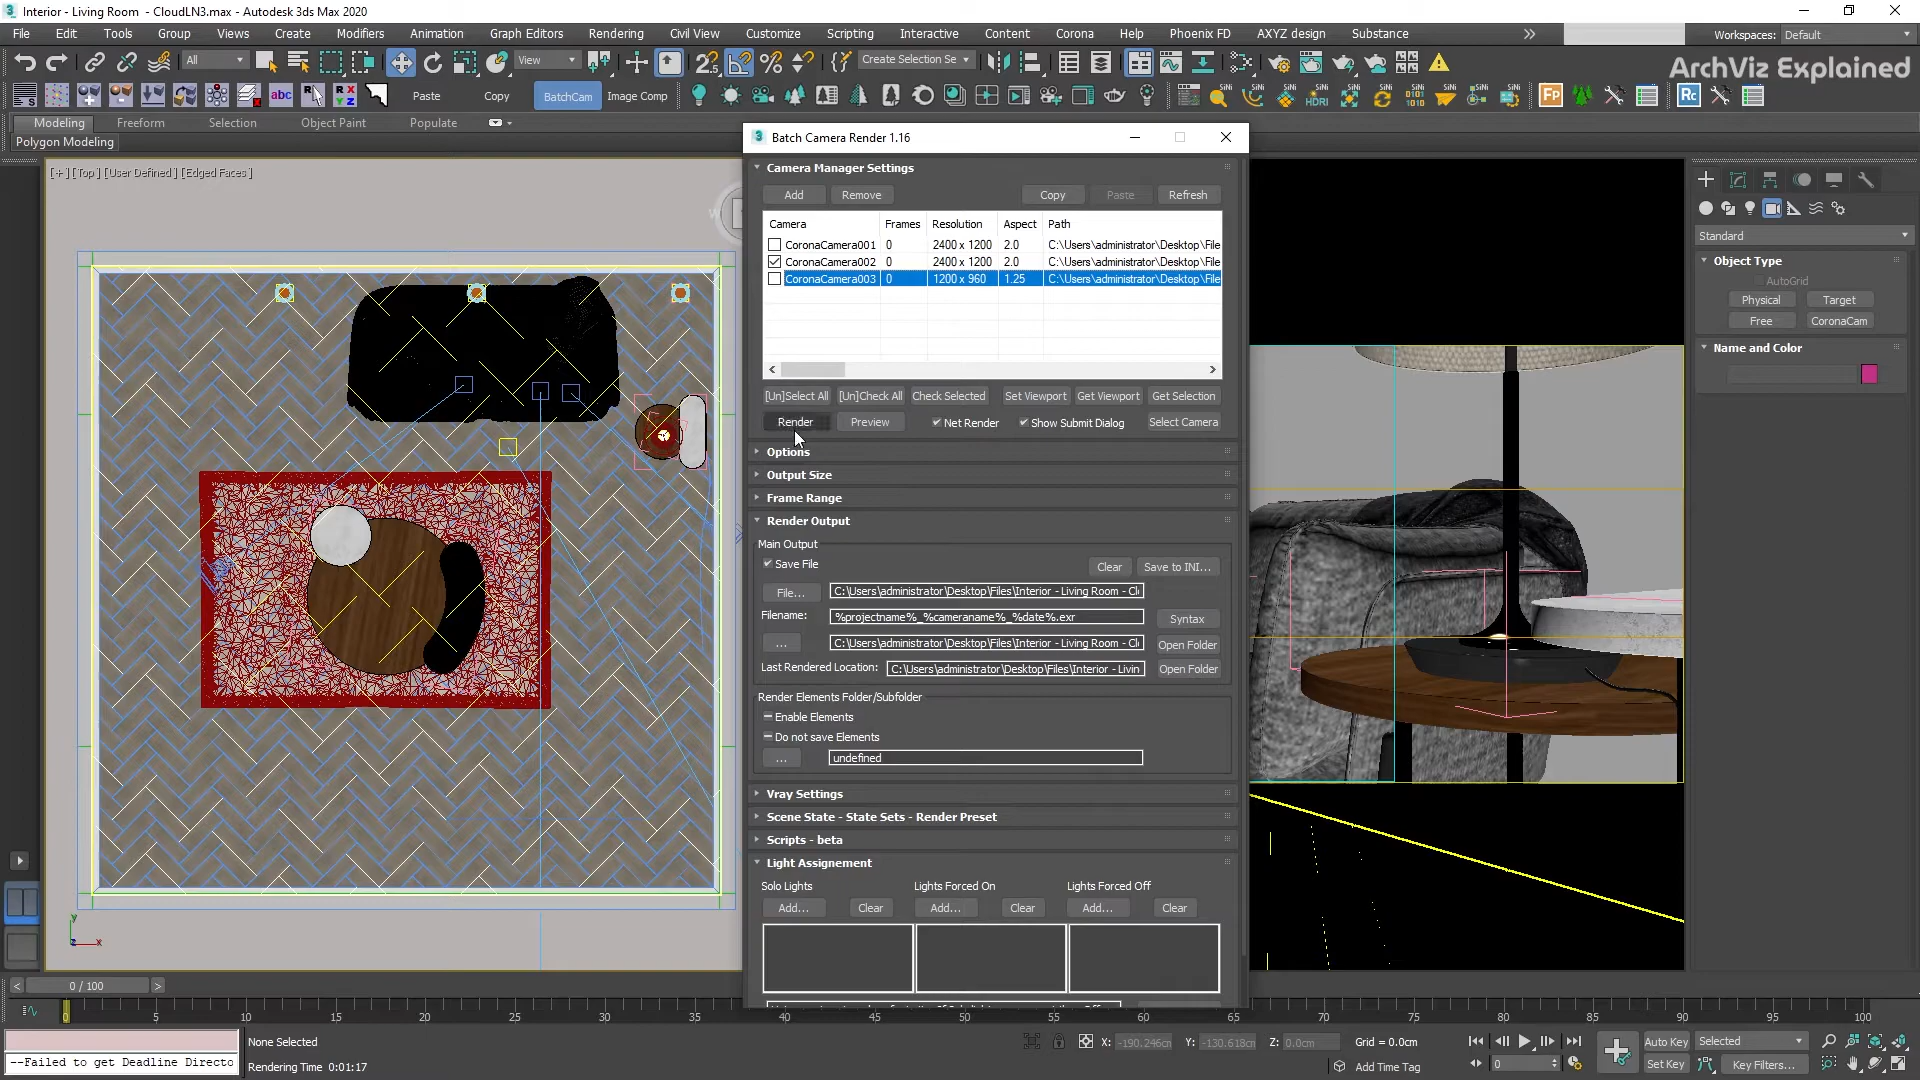 Interior - Living Room  - CloudLN3.max - Autodesk 3ds Max 2020
File Edit Tools Group Views Create Modifiers Animation Graph Editors Rendering Civil View Customize Scripting Interactive Content Corona Help Phoenix FD AXYZ design Substance Workspaces: Default
All View Create Selection Se
ArchViz Explained
abc Paste Copy BatchCam Image Comp
Modeling Freeform Selection Object Paint Populate
Polygon Modeling
[+] [Top] [User Defined] [Edged Faces]
Batch Camera Render 1.16
Camera Manager Settings
Add Remove Copy Paste Refresh
Camera Frames Resolution Aspect Path
CoronaCamera001 0 2400 x 1200 2.0 C:\Users\administrator\Desktop\File
CoronaCamera002 0 2400 x 1200 2.0 C:\Users\administrator\Desktop\File
CoronaCamera003 0 1200 x 960 1.25 C:\Users\administrator\Desktop\File
[Un]Select All [Un]Check All Check Selected Set Viewport Get Viewport Get Selection
Render Preview Net Render Show Submit Dialog Select Camera
Options
Output Size
Frame Range
Render Output
Main Output
Save File Clear Save to INI...
File... C:\Users\administrator\Desktop\Files\Interior - Living Room - Cl
Filename: %projectname%_%cameraname%_%date%.exr Syntax
... C:\Users\administrator\Desktop\Files\Interior - Living Room - Cl Open Folder
Last Rendered Location: C:\Users\administrator\Desktop\Files\Interior - Livin Open Folder
Render Elements Folder/Subfolder
Enable Elements
Do not save Elements
... undefined
Vray Settings
Scene State - State Sets - Render Preset
Scripts - beta
Light Assignement
Solo Lights Lights Forced On Lights Forced Off
Add... Clear Add... Clear Add... Clear
Standard
Object Type
AutoGrid
Physical Target
Free CoronaCam
Name and Color
0 / 100
0 5 10 15 20 25 30 35 40 45 50 55 60 65 70 75 80 85 90 95 100
None Selected X: -190.246cm Y: -130.618cm Z: 0.0cm Grid = 0.0cm Auto Key Selected
--Failed to get Deadline Directo Rendering Time 0:01:17 Add Time Tag 0 Set Key Key Filters...